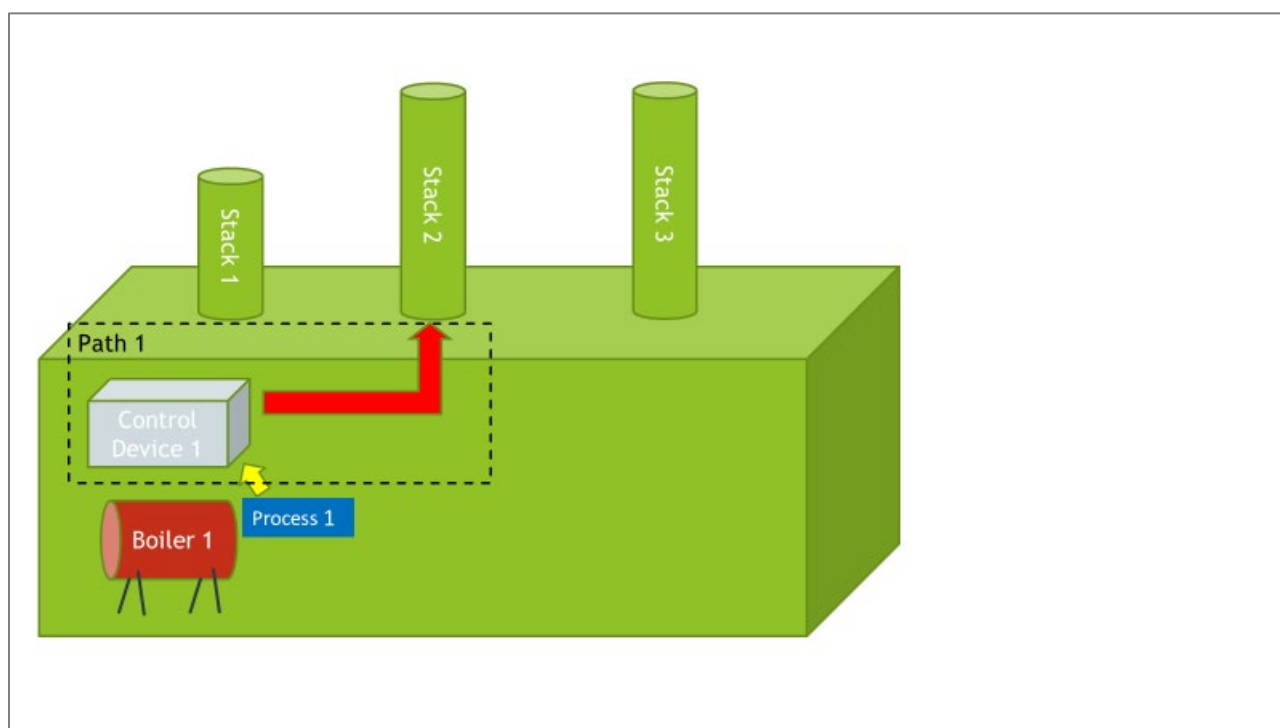 Stack 1
Stack 2
Stack 3
Path 1
Control
Device 1
Process 1
Boiler 1